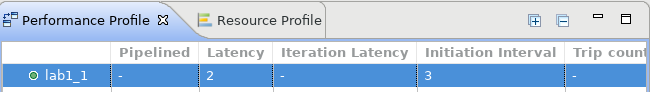 Performance Profile Resource Profile
Pipelined Latency Iteration Latency Initiation Interval Trip count
lab1_1 - 2 - 3 -